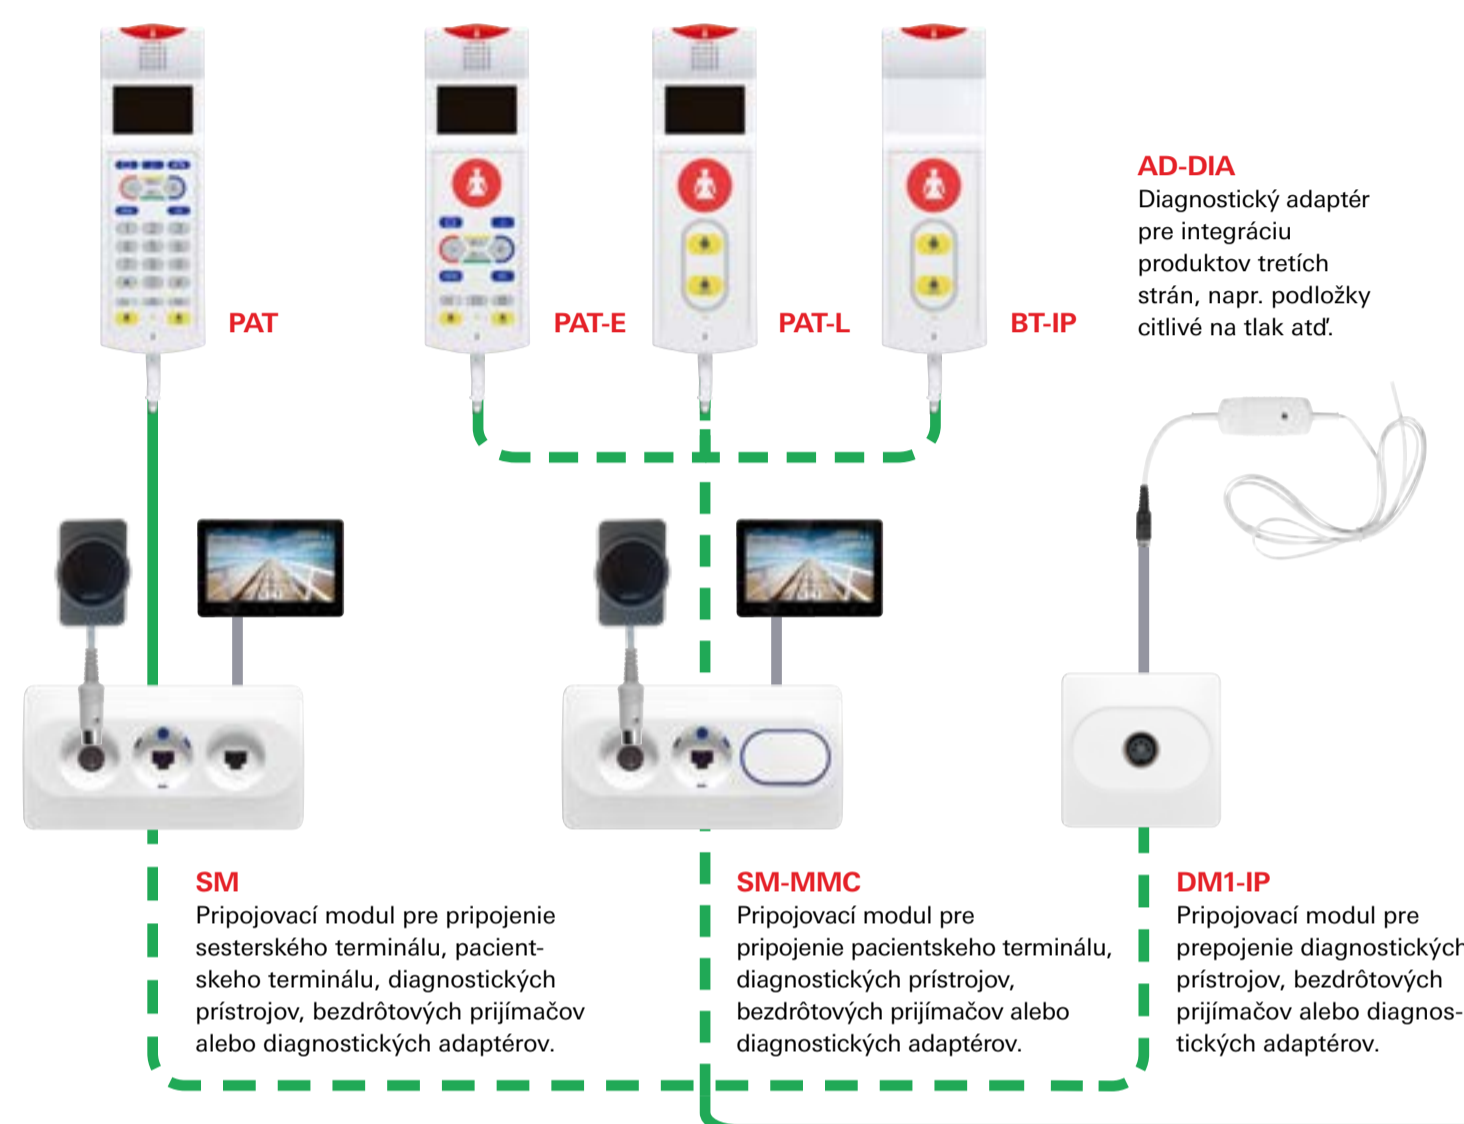 PAT
PAT-E
PAT-L
BT-IP
AD-DIA
Diagnostický adaptér
pre integráciu
produktov tretích
strán, napr. podložky
citlivé na tlak atď.
SM
Pripojovací modul pre pripojenie
sesterského terminálu, pacient-
skeho terminálu, diagnostických
prístrojov, bezdrôtových prijímačov
alebo diagnostických adaptérov.
SM-MMC
Pripojovací modul pre
pripojenie pacientskeho terminálu,
diagnostických prístrojov,
bezdrôtových prijímačov alebo
diagnostických adaptérov.
DM1-IP
Pripojovací modul pre
prepojenie diagnostických
prístrojov, bezdrôtových
prijímačov alebo diagnos-
tických adaptérov.